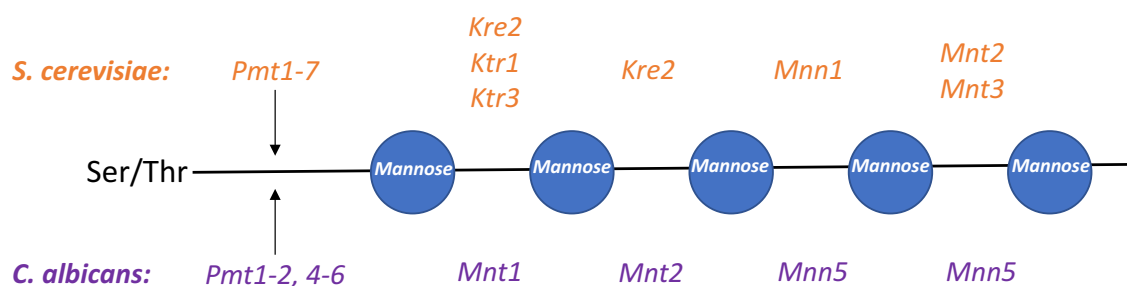 Kre2
Ktr1
Ktr3
Mnt2
Mnt3
S. cerevisiae: Pmt1-7 Kre2 Mnn1
Ser/Thr Mannose Mannose Mannose Mannose Mannose
C. albicans: Pmt1-2, 4-6 Mnt1 Mnt2 Mnn5 Mnn5